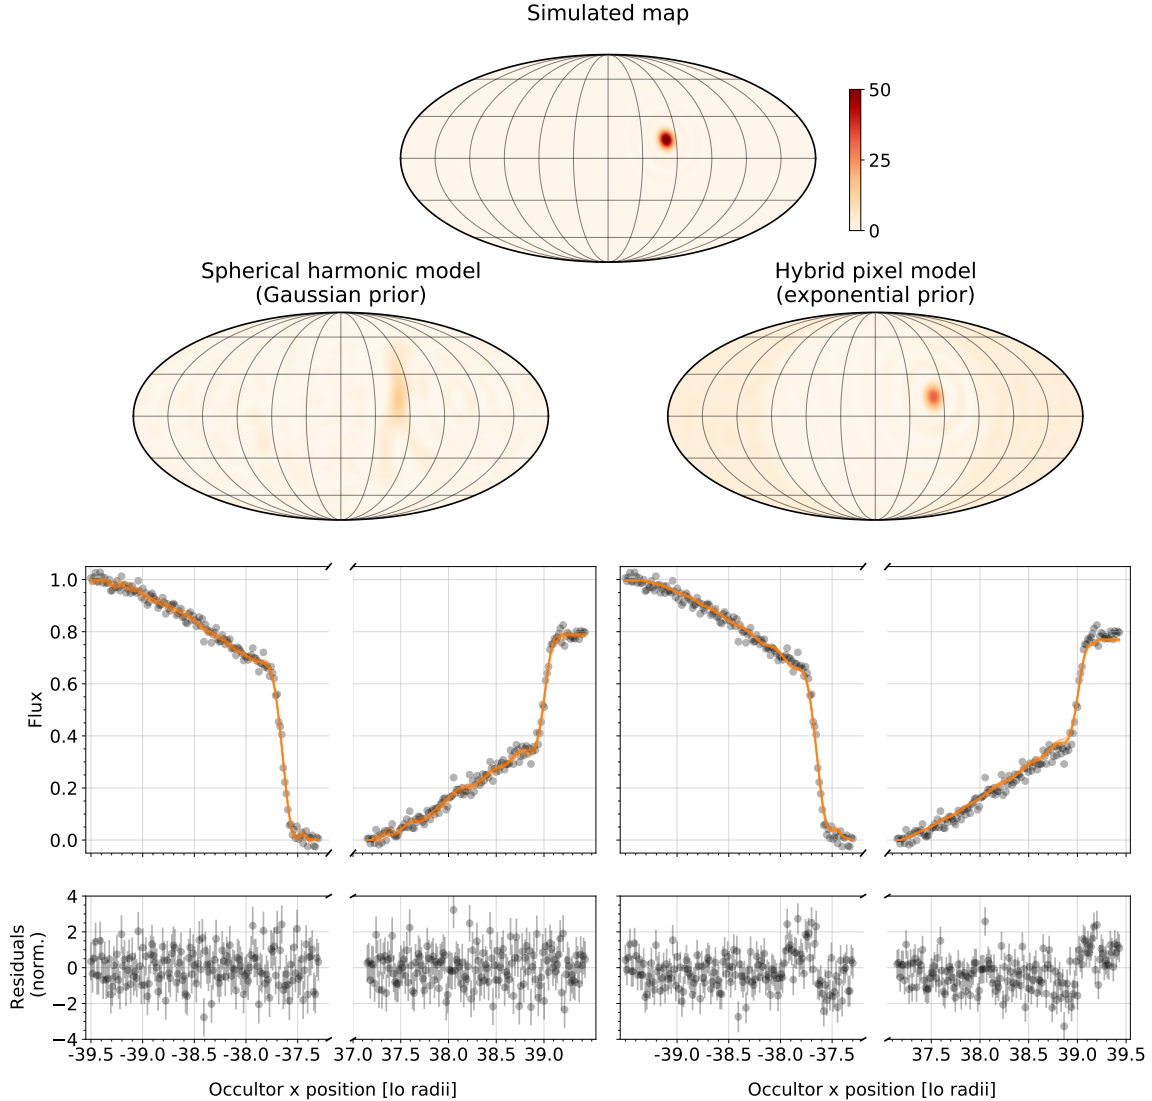 Simulated map
50
25
0
Spherical harmonic model
(Gaussian prior)
Hybrid pixel model
(exponential prior)
1.0
0.8
0.6
0.4
0.2
0.0
Flux
4
2
0
−2
−4
Residuals
(norm.)
-39.5 -39.0 -38.5 -38.0 -37.5
37.0 37.5 38.0 38.5 39.0
-39.0 -38.5 -38.0 -37.5
37.5 38.0 38.5 39.0 39.5
Occultor x position [Io radii]
Occultor x position [Io radii]